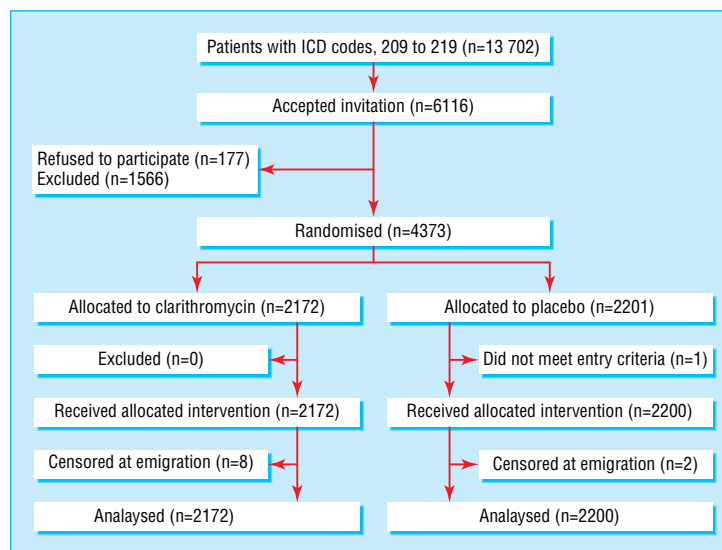 Patients with ICD codes, 209 to 219 (n=13 702)
Accepted invitation (n=6116)
Refused to participate (n=177)
Excluded (n=1566)
Randomised (n=4373)
Allocated to clarithromycin (n=2172)
Allocated to placebo (n=2201)
Excluded (n=0)
Did not meet entry criteria (n=1)
Received allocated intervention (n=2172)
Received allocated intervention (n=2200)
Censored at emigration (n=8)
Censored at emigration (n=2)
Analaysed (n=2172)
Analaysed (n=2200)